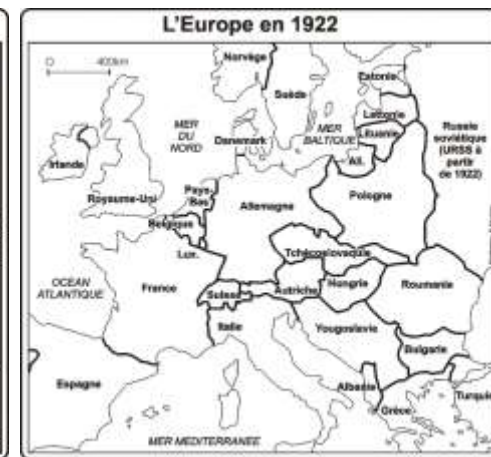 L'Europe en 1922
0 400km
Norvège
Suède
Estonie
Lettonie
Lituanie
MER
DU
NORD
Danemark
MER
BALTIQUE
All.
Russie
soviétique
(URSS à
partir
de 1922)
Irlande
Royaume-Uni
Pays-
Bas
Allemagne
Pologne
Belgique
Lux.
Tchécoslovaquie
OCEAN
ATLANTIQUE
France
Suisse
Autriche
Hongrie
Roumanie
Italie
Yougoslavie
Bulgarie
Espagne
Albanie
Grèce
Turquie
MER MEDITERRANEE